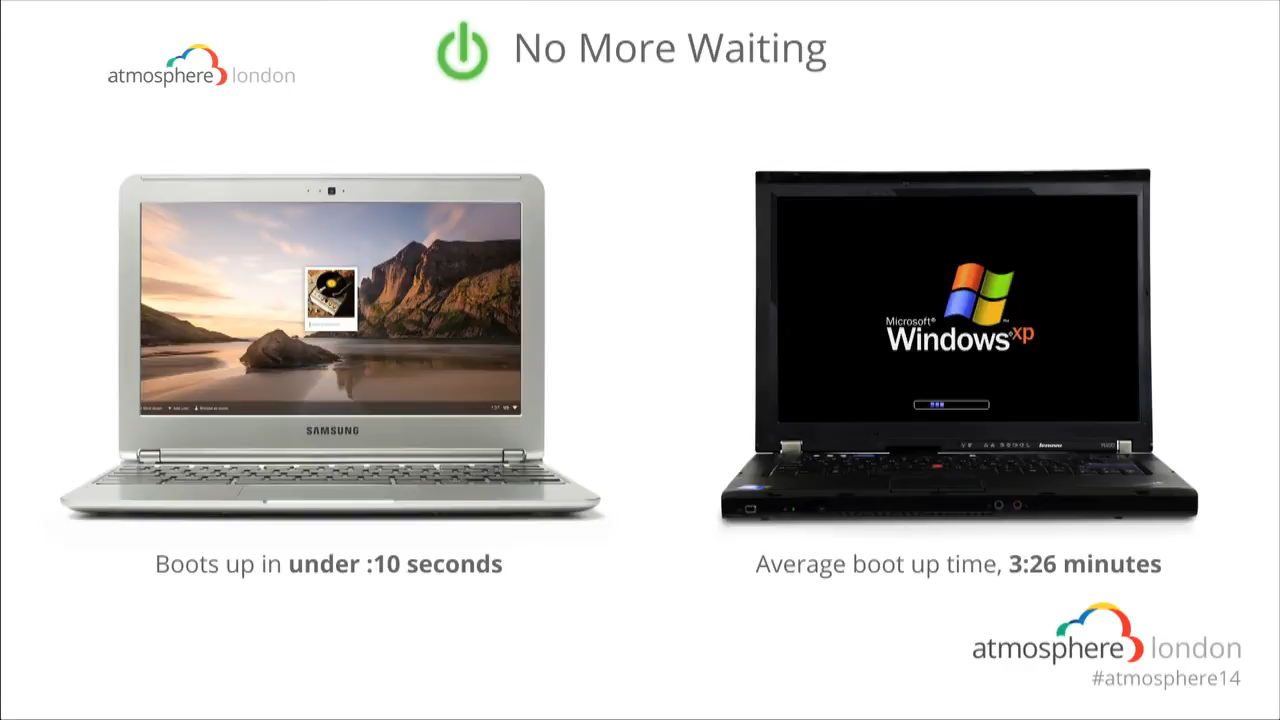 No More Waiting
atmosphere london
SAMSUNG
Microsoft®
Windows xp
lenovo
Boots up in under :10 seconds
Average boot up time, 3:26 minutes
atmosphere london
#atmosphere14